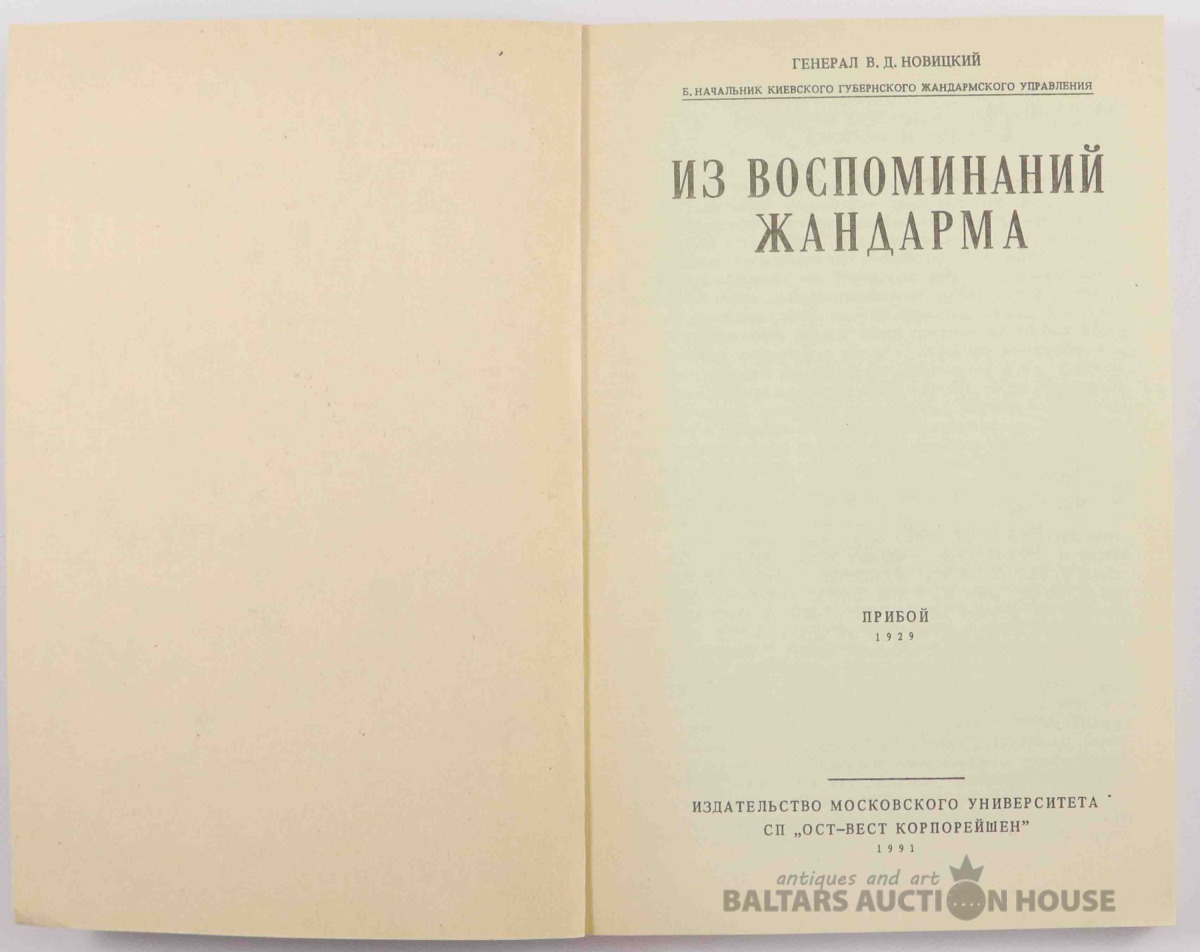 ГЕНЕРАЛ В. Д. НОВИЦКИЙ
Б. НАЧАЛЬНИК КИЕВСКОГО ГУБЕРНСКОГО ЖАНДАРМСКОГО УПРАВЛЕНИЯ
ИЗ ВОСПОМИНАНИЙ
ЖАНДАРМА
ПРИБОЙ
1929
ИЗДАТЕЛЬСТВО МОСКОВСКОГО УНИВЕРСИТЕТА
СП „ОСТ–ВЕСТ КОРПОРЕЙШЕН”
1991
antiques and art
BALTARS AUCTION HOUSE